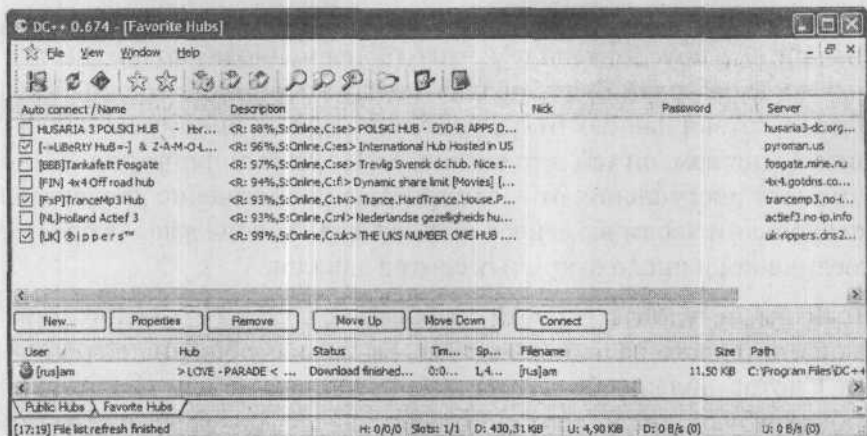 DC++ 0.674 - [Favorite Hubs]
File View Window Help
Auto connect / Name Description Nick Password Server
HUSARIA 3 POLSKI HUB - Hbr... <R: 88%,S:Online,C:se> POLSKI HUB - DVD-R APPS D... husaria3-dc.org...
[-=LiBeRtY HuB=-] & Z-A-M-O-L... <R: 96%,S:Online,C:es> International Hub Hosted in US pyroman.us
[BBB]Tankafett Fosgate <R: 97%,S:Online,C:se> Trevlig Svensk dc hub. Nice s... fosgate.mine.nu
[FIN] 4x4 Off road hub <R: 94%,S:Online,C:fi> Dynamic share limit [Movies] [... 4x4.gotdns.co...
[FxP]TranceMp3 Hub <R: 93%,S:Online,C:tw> Trance.HardTrance.House.P... trancemp3.no-i...
[NL]Holland Actief 3 <R: 93%,S:Online,C:nl> Nederlandse gezelligheids hu... actief3.no-ip.info
[UK] ®ippers™ <R: 99%,S:Online,C:uk> THE UKS NUMBER ONE HUB .... uk-rippers.dns2...
New... Properties Remove Move Up Move Down Connect
User Hub Status Tim... Sp... Filename Size Path
[rus]am > LOVE - PARADE < ... Download finished... 0:0... 1,4... [rus]am 11,50 KiB C:\Program Files\DC++
Public Hubs Favorite Hubs
[17:19] File list refresh finished H: 0/0/0 Slots: 1/1 D: 430,31 KiB U: 4,90 KiB D: 0 B/s (0) U: 0 B/s (0)